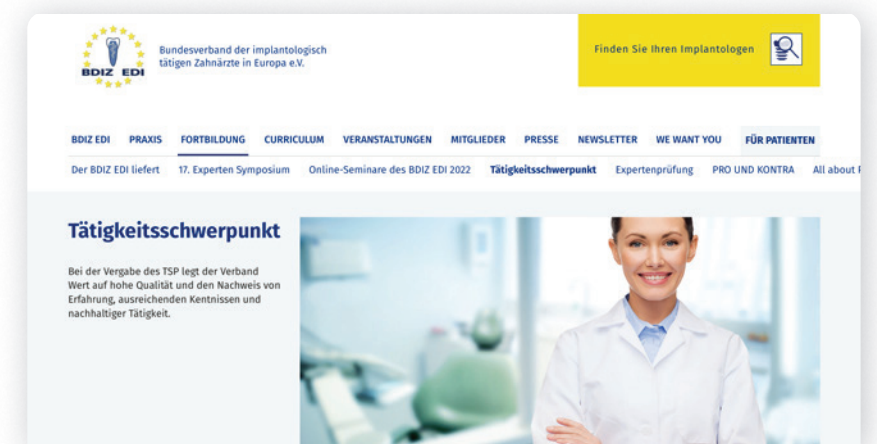 BDIZ EDI
Bundesverband der implantologisch
tätigen Zahnärzte in Europa e.V.
Finden Sie Ihren Implantologen
BDIZ EDI PRAXIS FORTBILDUNG CURRICULUM VERANSTALTUNGEN MITGLIEDER PRESSE NEWSLETTER WE WANT YOU FÜR PATIENTEN
Der BDIZ EDI liefert 17. Experten Symposium Online-Seminare des BDIZ EDI 2022 Tätigkeitsschwerpunkt Expertenprüfung PRO UND KONTRA All about
Tätigkeitsschwerpunkt
Bei der Vergabe des TSP legt der Verband
Wert auf hohe Qualität und den Nachweis von
Erfahrung, ausreichenden Kentnissen und
nachhaltiger Tätigkeit.